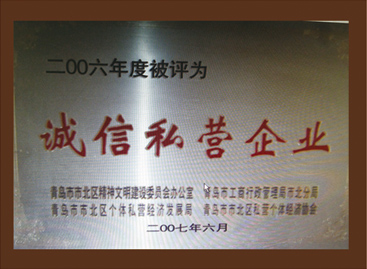 二00六年度被评为
诚信私营企业
青岛市市北区精神文明建设委员会办公室 青岛市工商行政管理局市北分局
青岛市市北区个体私营经济发展局 青岛市市北区私营个体经济协会
二00七年六月